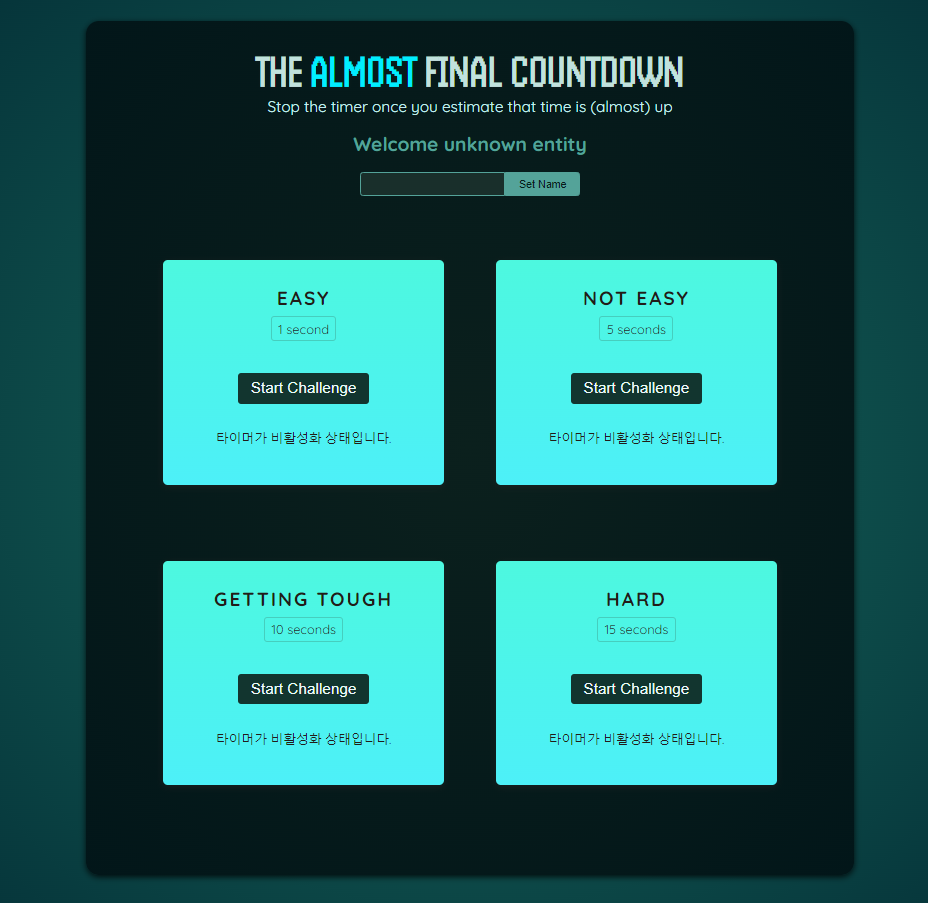 THE ALMOST FINAL COUNTDOWN
Stop the timer once you estimate that time is (almost) up
Welcome unknown entity
Set Name
EASY
1 second
Start Challenge
타이머가 비활성화 상태입니다.
NOT EASY
5 seconds
Start Challenge
타이머가 비활성화 상태입니다.
GETTING TOUGH
10 seconds
Start Challenge
타이머가 비활성화 상태입니다.
HARD
15 seconds
Start Challenge
타이머가 비활성화 상태입니다.